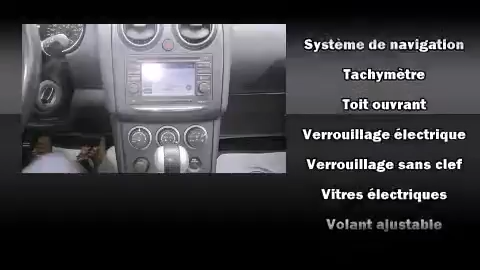 Système de navigation
Tachymètre
Toit ouvrant
Verrouillage électrique
Verrouillage sans clef
Vitres électriques
Volant ajustable